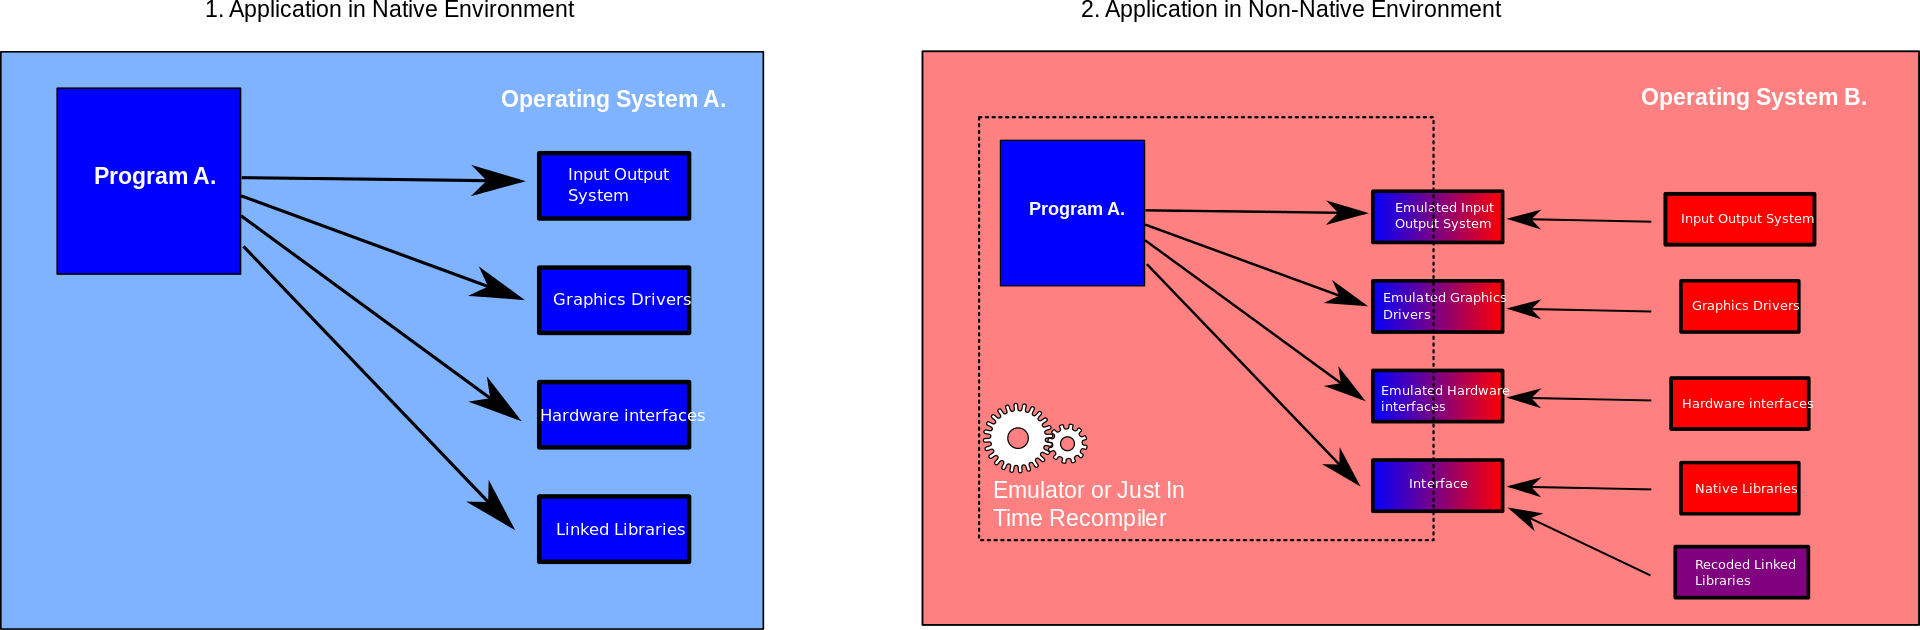 1. Application in Native Environment
Operating System A.
Program A.
Input Output
System
Graphics Drivers
Hardware interfaces
Linked Libraries
2. Application in Non-Native Environment
Operating System B.
Program A.
Emulated Input
Output System
Input Output System
Emulated Graphics
Drivers
Graphics Drivers
Emulated Hardware
interfaces
Hardware interfaces
Interface
Native Libraries
Emulator or Just In
Time Recompiler
Recoded Linked
Libraries